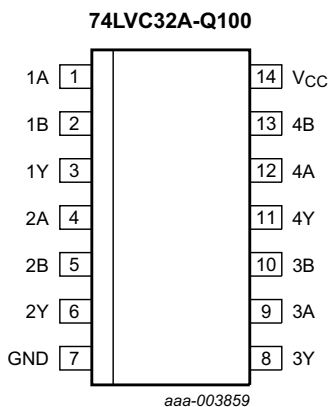 74LVC32A-Q100
1A 1 14 VCC
1B 2 13 4B
1Y 3 12 4A
2A 4 11 4Y
2B 5 10 3B
2Y 6 9 3A
GND 7 8 3Y
aaa-003859